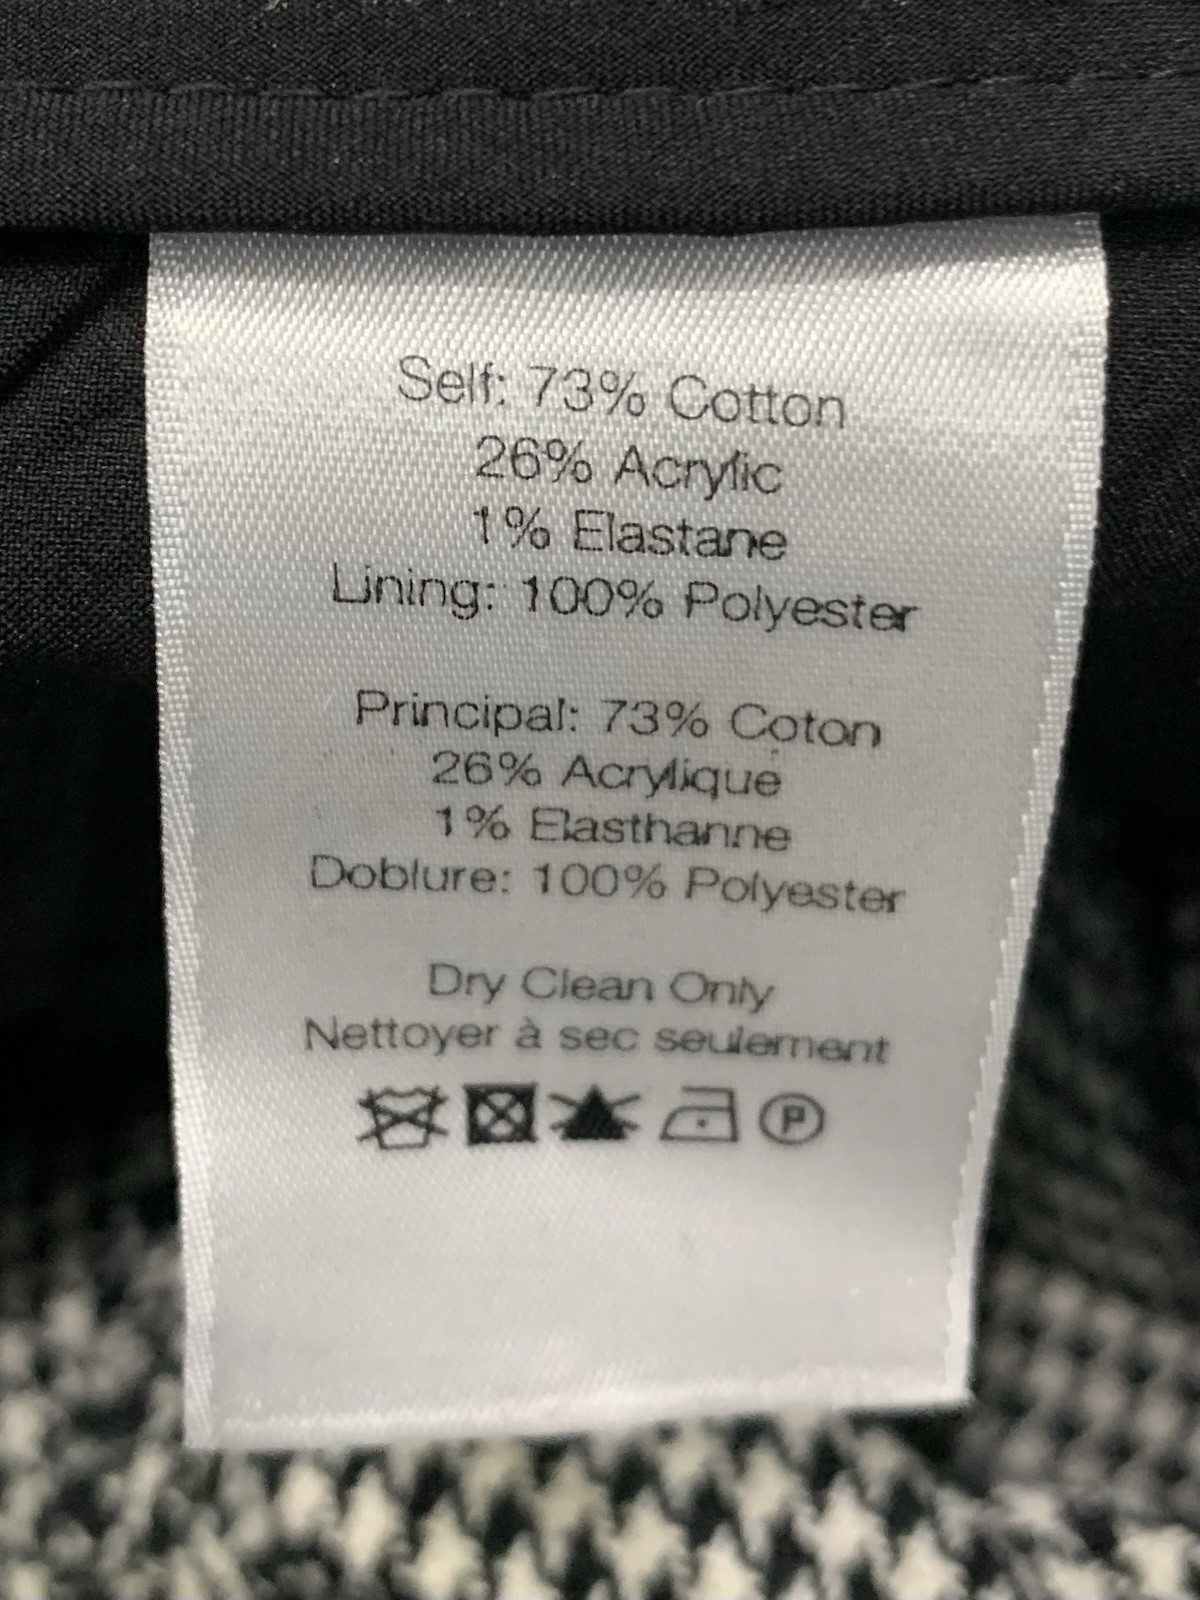 Self: 73% Cotton
26% Acrylic
1% Elastane
Lining: 100% Polyester
Principal: 73% Coton
26% Acrylique
1% Elasthanne
Doblure: 100% Polyester
Dry Clean Only
Nettoyer à sec seulement
P